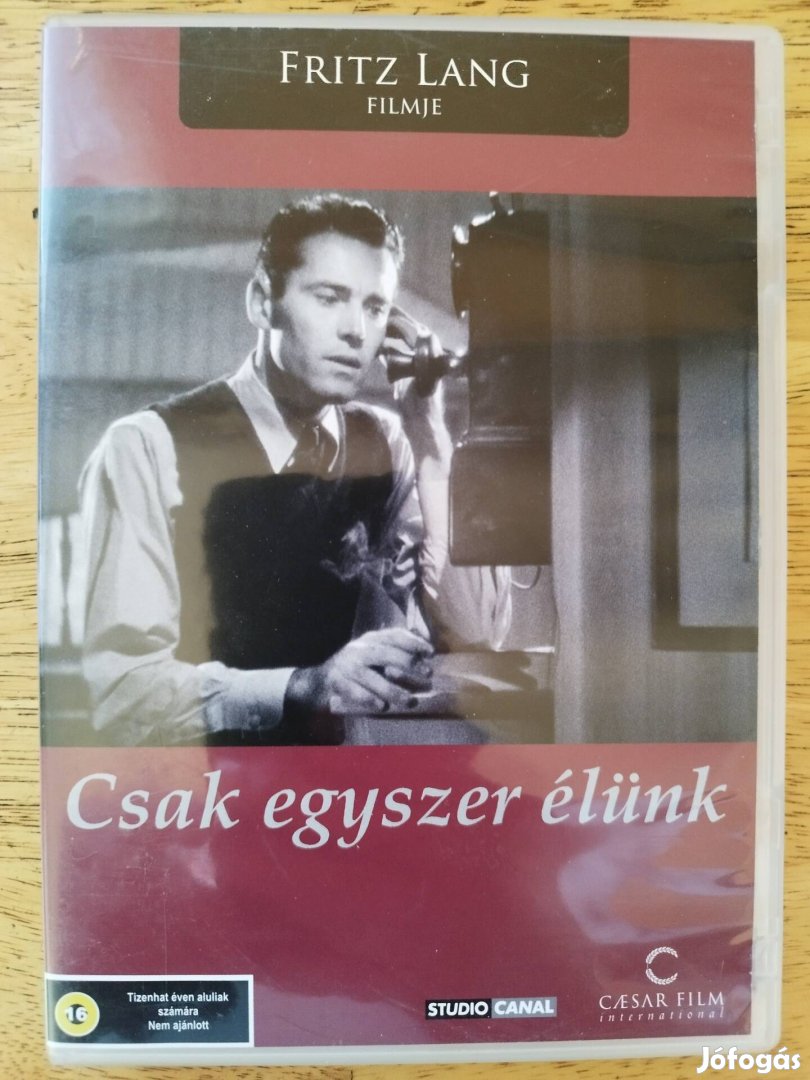 FRITZ LANG
FILMJE
Csak egyszer élünk
16
Tizenhat éven aluliak
számára
Nem ajánlott
STUDIO CANAL
CÆSAR FILM
international
Jófogás